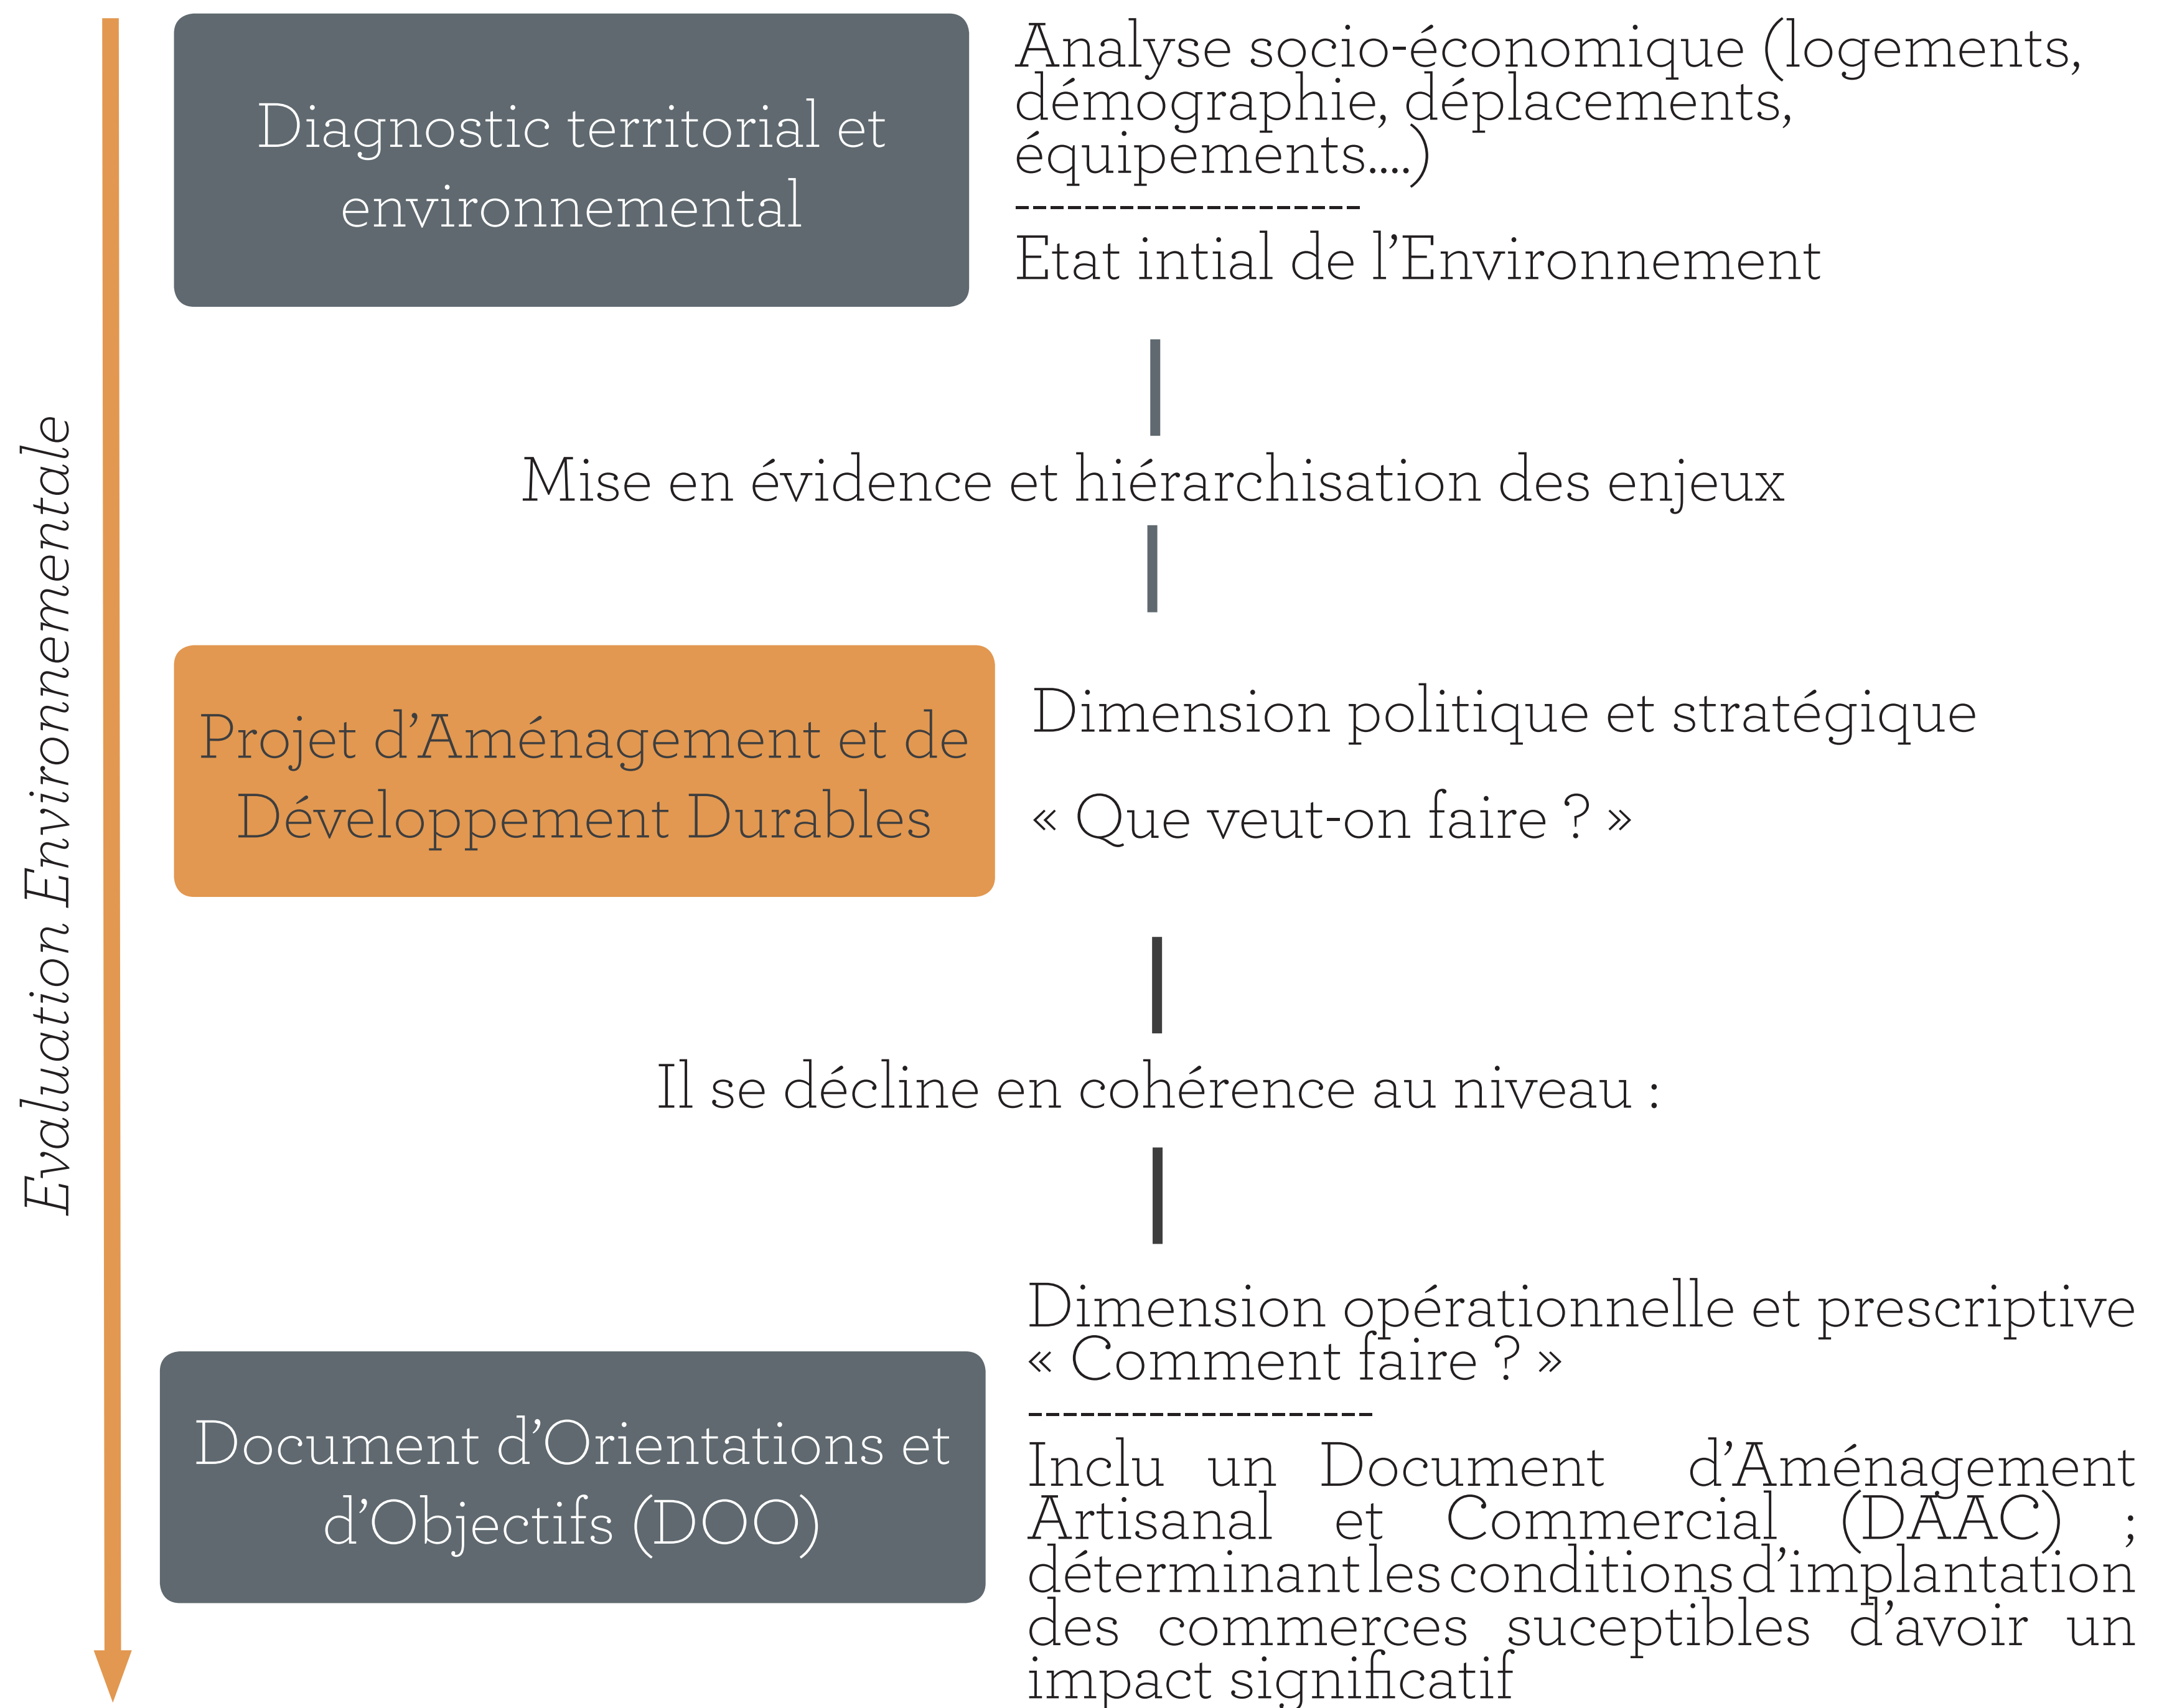 Evaluation Environnementale
Diagnostic territorial et
environnemental
Analyse socio-économique (logements,
démographie, déplacements,
équipements....)
--------------------
Etat intial de l’Environnement
Mise en évidence et hiérarchisation des enjeux
Projet d’Aménagement et de
Développement Durables
Dimension politique et stratégique
« Que veut-on faire ? »
Il se décline en cohérence au niveau :
Document d’Orientations et
d’Objectifs (DOO)
Dimension opérationnelle et prescriptive
« Comment faire ? »
--------------------
Inclu un Document d’Aménagement
Artisanal et Commercial (DAAC) ;
déterminant les conditions d’implantation
des commerces suceptibles d’avoir un
impact significatif